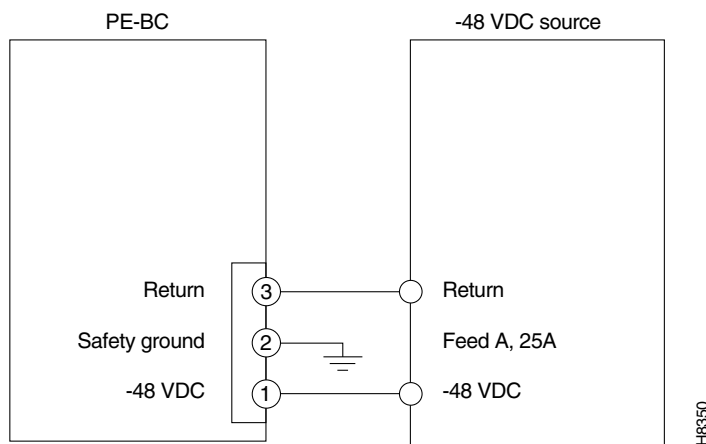 PE-BC
-48 VDC source
Return
3
Return
Safety ground
2
Feed A, 25A
-48 VDC
1
-48 VDC
H8350